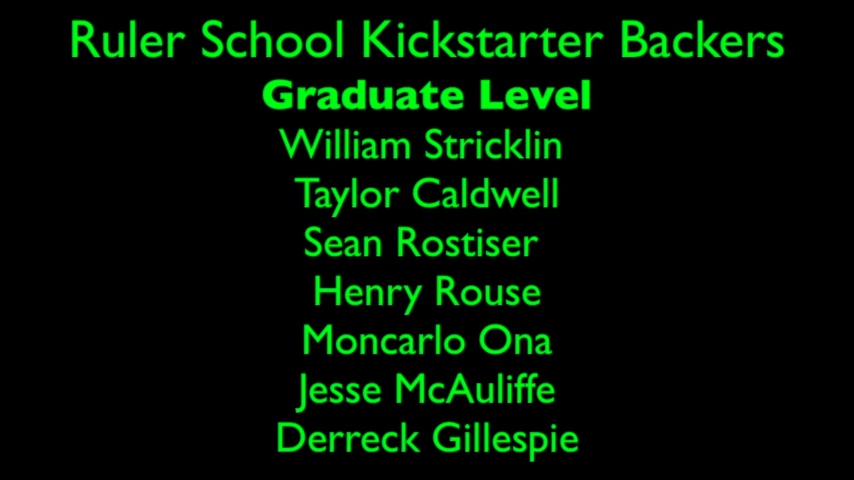 Ruler School Kickstarter Backers
Graduate Level
William Stricklin
Taylor Caldwell
Sean Rostiser
Henry Rouse
Moncarlo Ona
Jesse McAuliffe
Derreck Gillespie